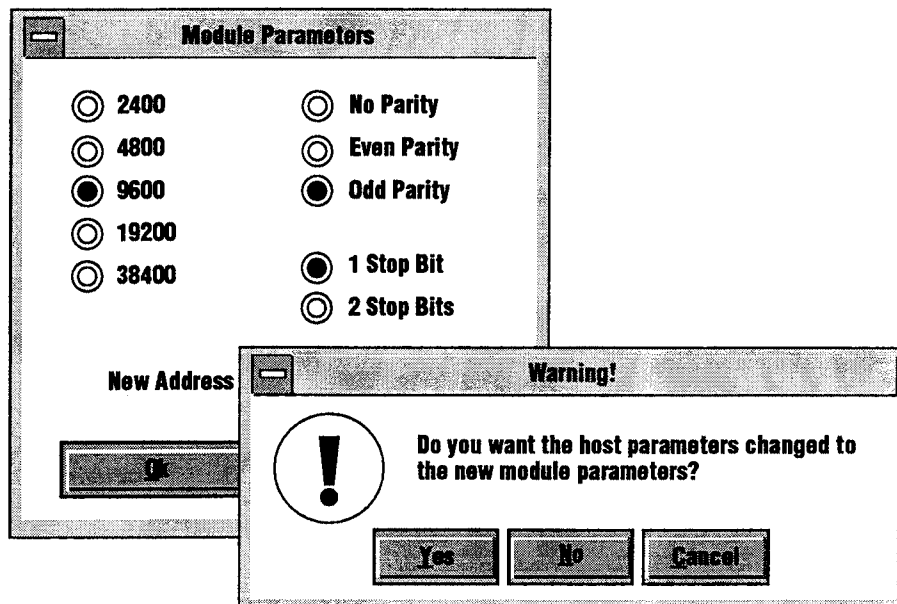 Module Parameters
2400
4800
9600
19200
38400
No Parity
Even Parity
Odd Parity
1 Stop Bit
2 Stop Bits
New Address
Ok
Warning!
Do you want the host parameters changed to
the new module parameters?
Yes
No
Cancel